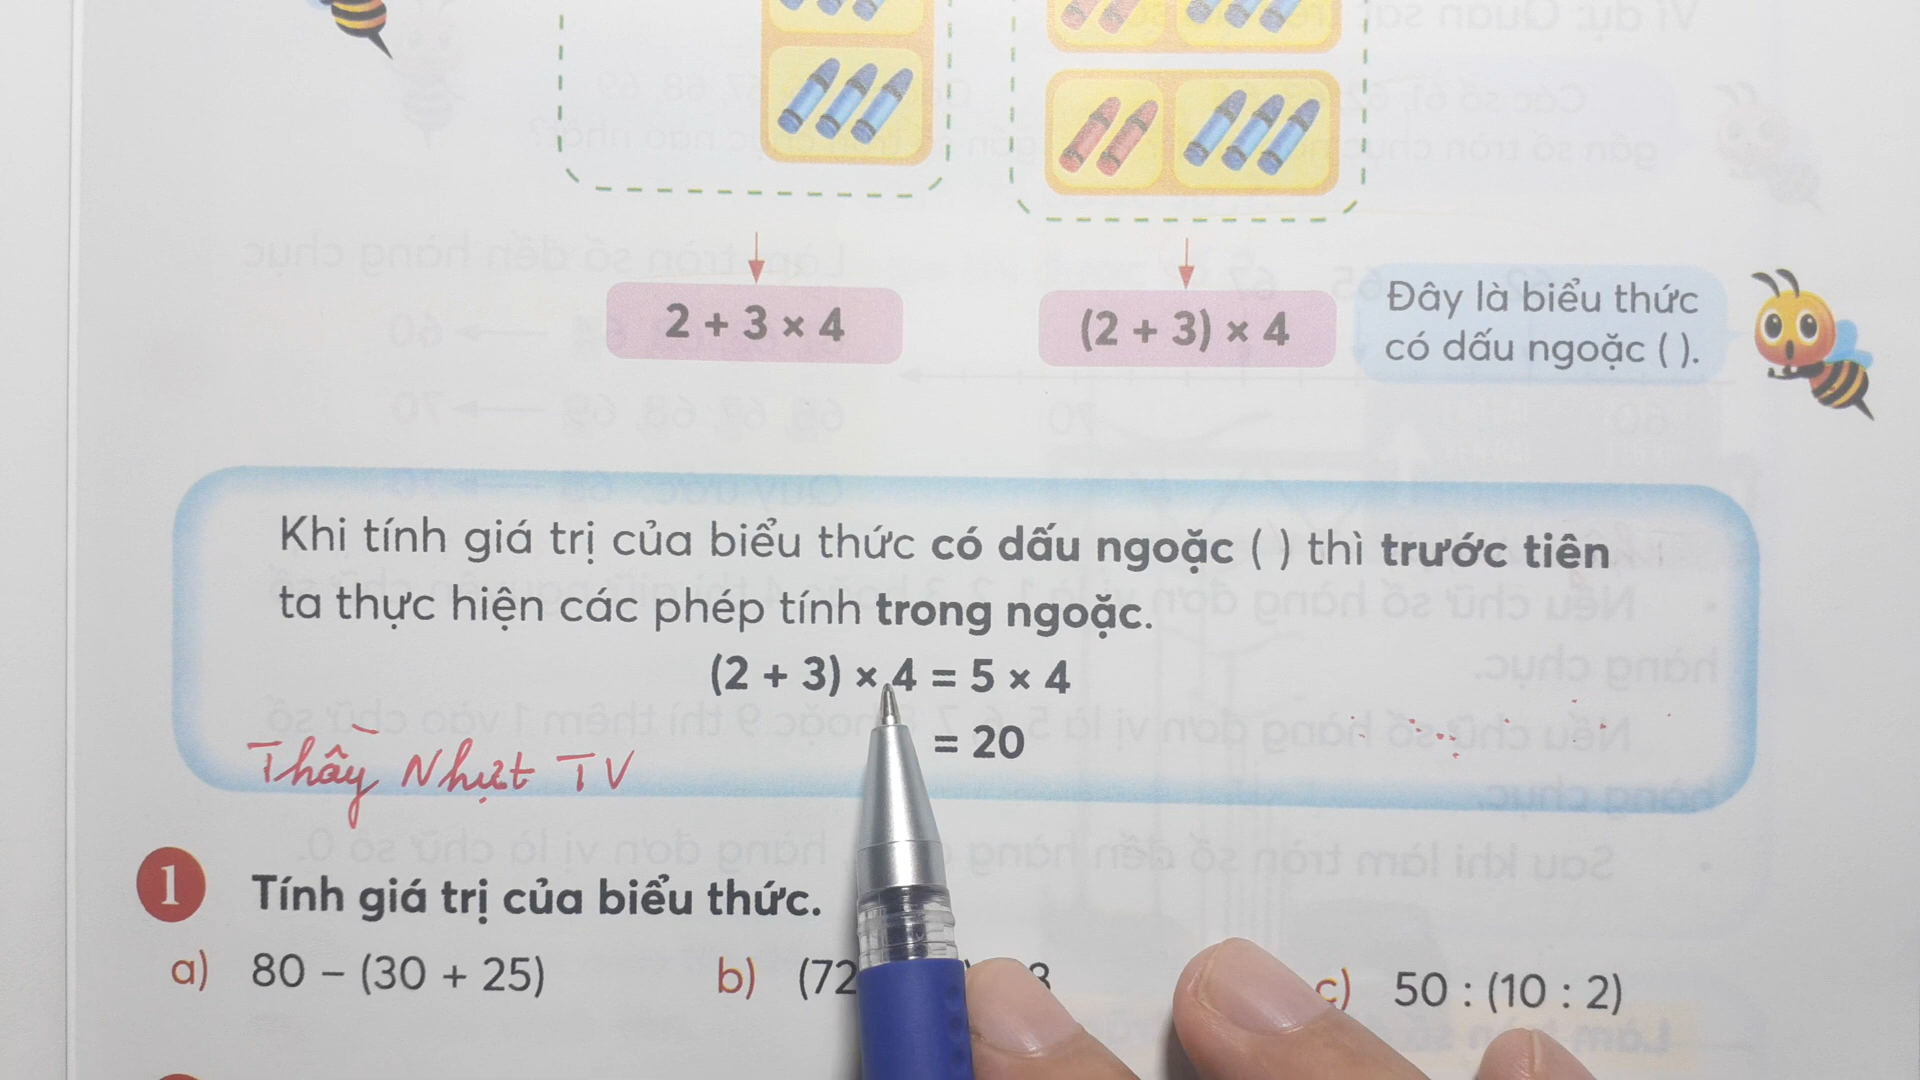 2 + 3 × 4
(2 + 3) × 4
Đây là biểu thức
có dấu ngoặc ( ).
Khi tính giá trị của biểu thức có dấu ngoặc ( ) thì trước tiên
ta thực hiện các phép tính trong ngoặc.
(2 + 3) × 4 = 5 × 4
= 20
Thầy Nhựt TV
1 Tính giá trị của biểu thức.
a) 80 – (30 + 25)
b) (72
c) 50 : (10 : 2)